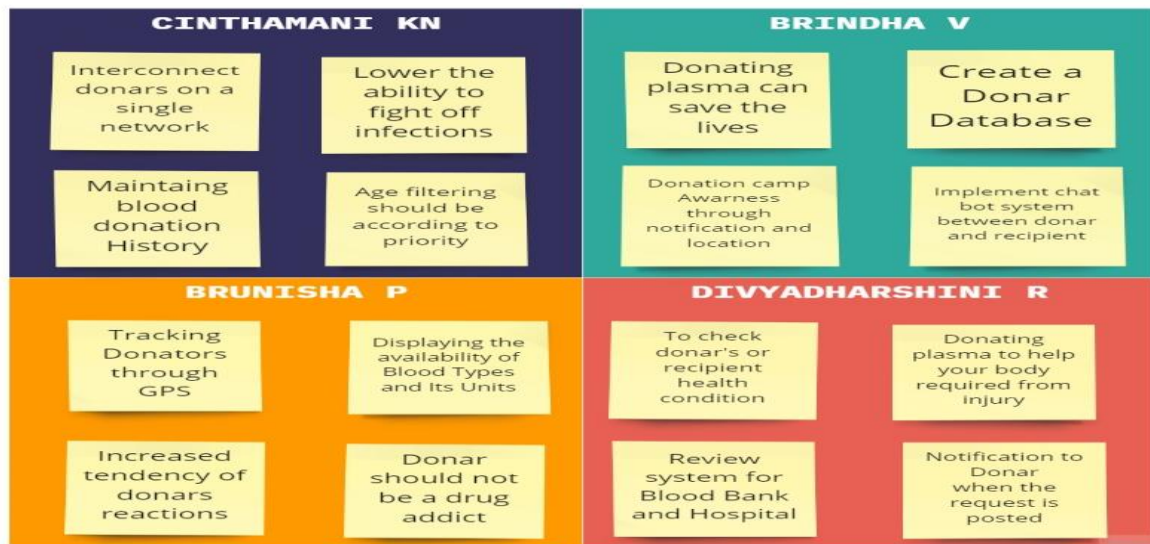 CINTHAMANI KN
Interconnect
donars on a
single
network
Lower the
ability to
fight off
infections
Maintaing
blood
donation
History
Age filtering
should be
according to
priority
BRINDHA V
Donating
plasma can
save the
lives
Create a
Donar
Database
Donation camp
Awarness
through
notification and
location
Implement chat
bot system
between donar
and recipient
BRUNISHA P
Tracking
Donators
through
GPS
Displaying the
availability of
Blood Types
and Its Units
Increased
tendency of
donars
reactions
Donar
should not
be a drug
addict
DIVYADHARSHINI R
To check
donar's or
recipient
health
condition
Donating
plasma to help
your body
required from
injury
Review
system for
Blood Bank
and Hospital
Notification to
Donar
when the
request is
posted